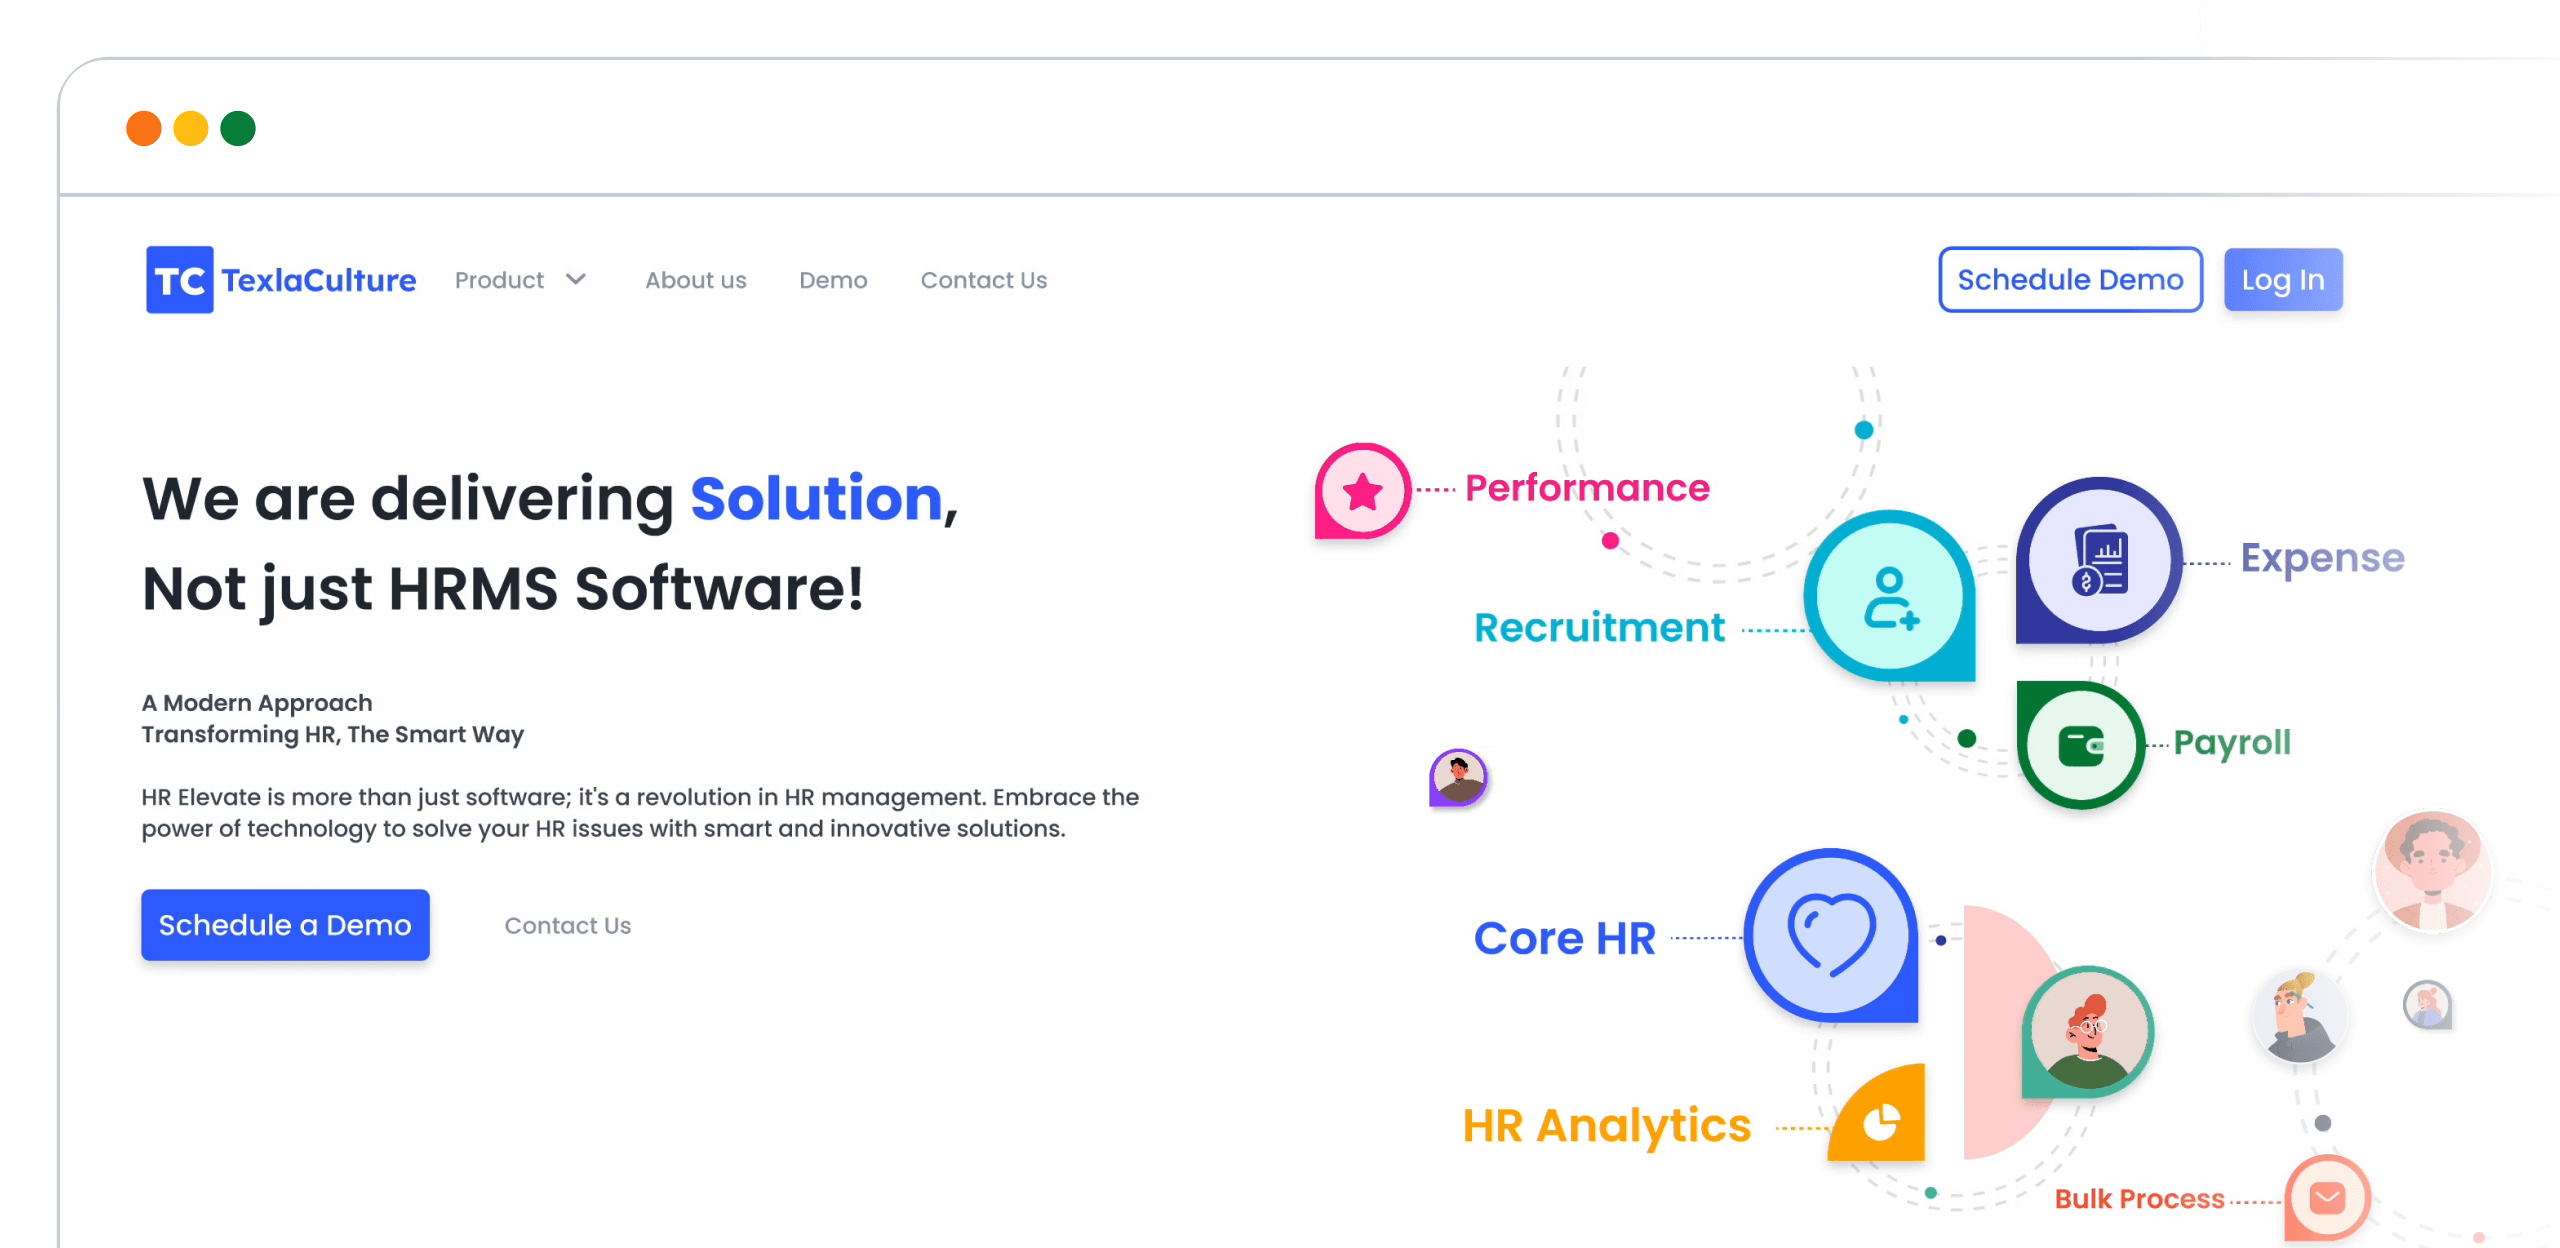 TC TexlaCulture Product About us Demo Contact Us Schedule Demo Log In
We are delivering Solution,
Not just HRMS Software!
A Modern Approach
Transforming HR, The Smart Way
HR Elevate is more than just software; it's a revolution in HR management. Embrace the
power of technology to solve your HR issues with smart and innovative solutions.
Schedule a Demo Contact Us
Performance
Expense
Recruitment
Payroll
Core HR
HR Analytics
Bulk Process